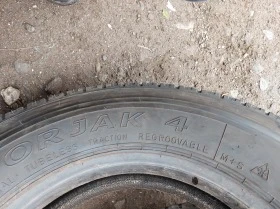 ORJAK 4
TUBELESS TRACTION REGROOVABLE M+S